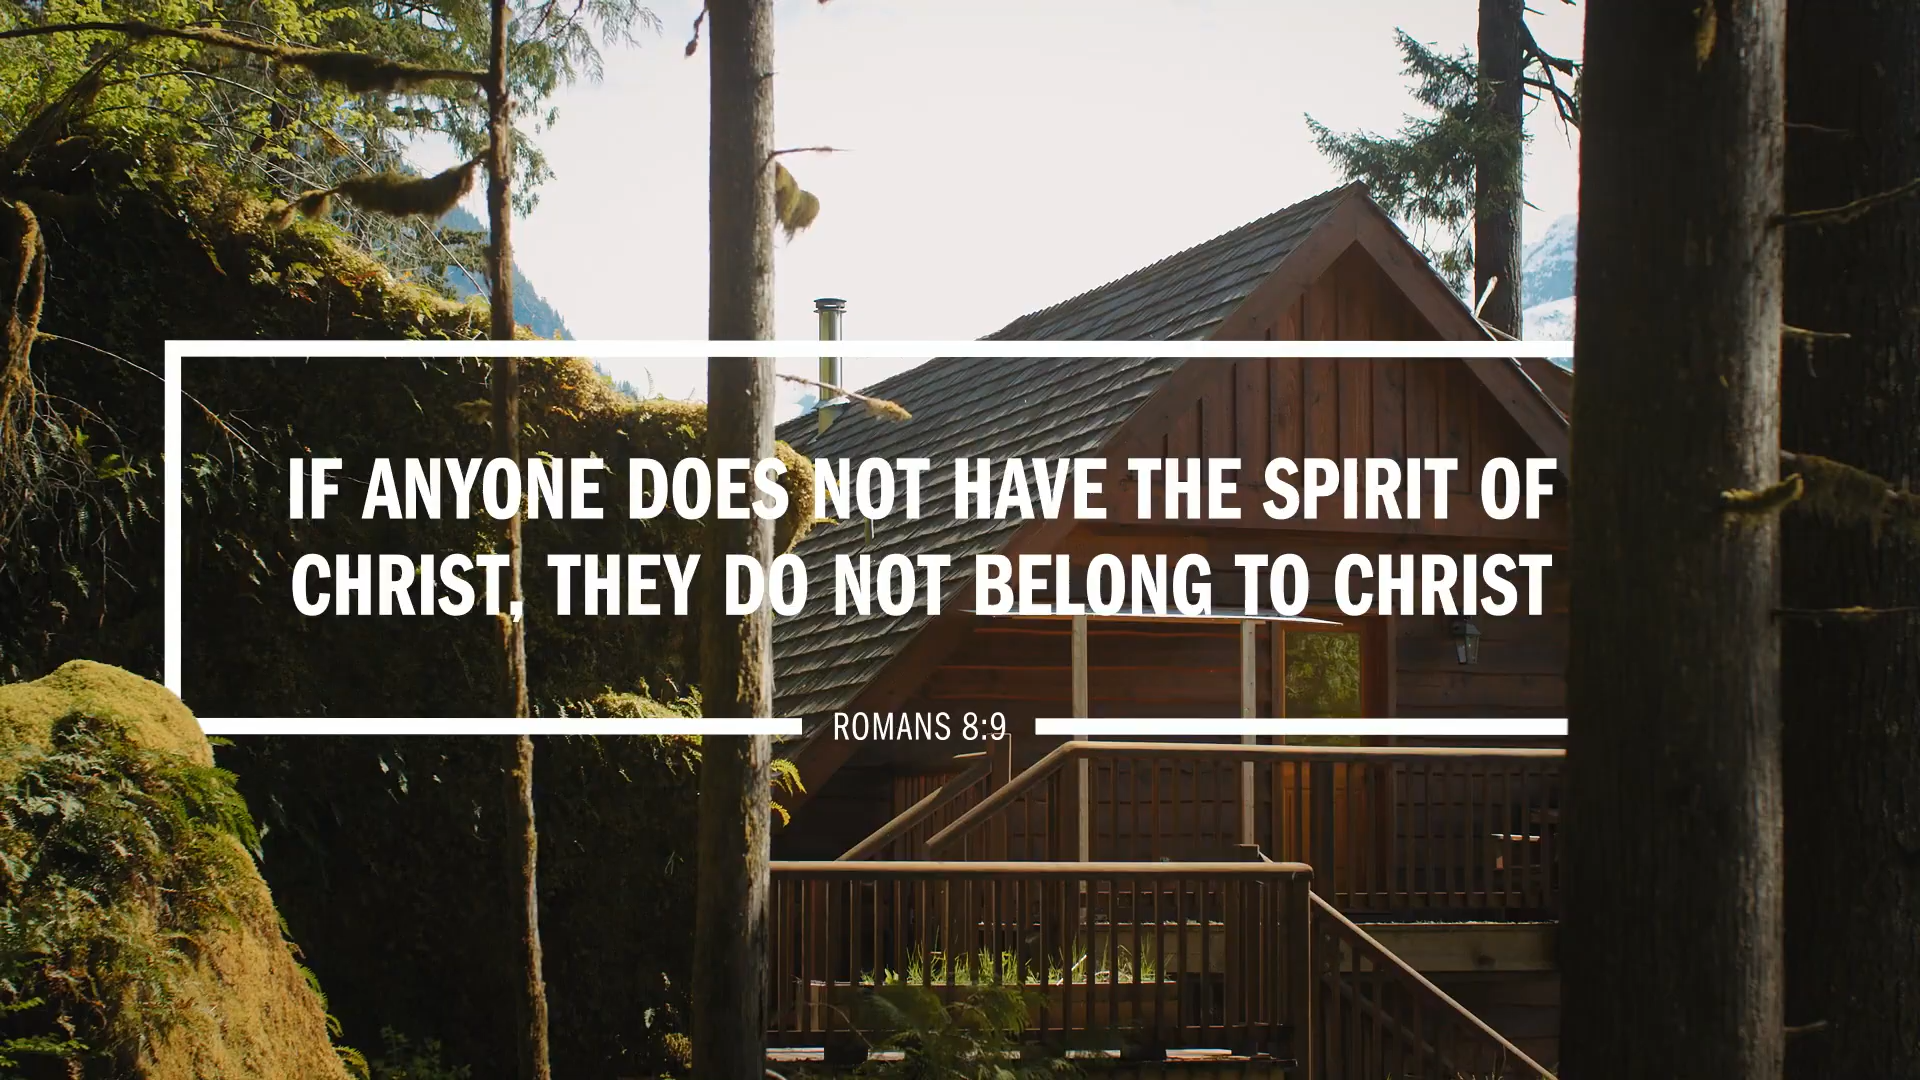 IF ANYONE DOES NOT HAVE THE SPIRIT OF
CHRIST, THEY DO NOT BELONG TO CHRIST
ROMANS 8:9